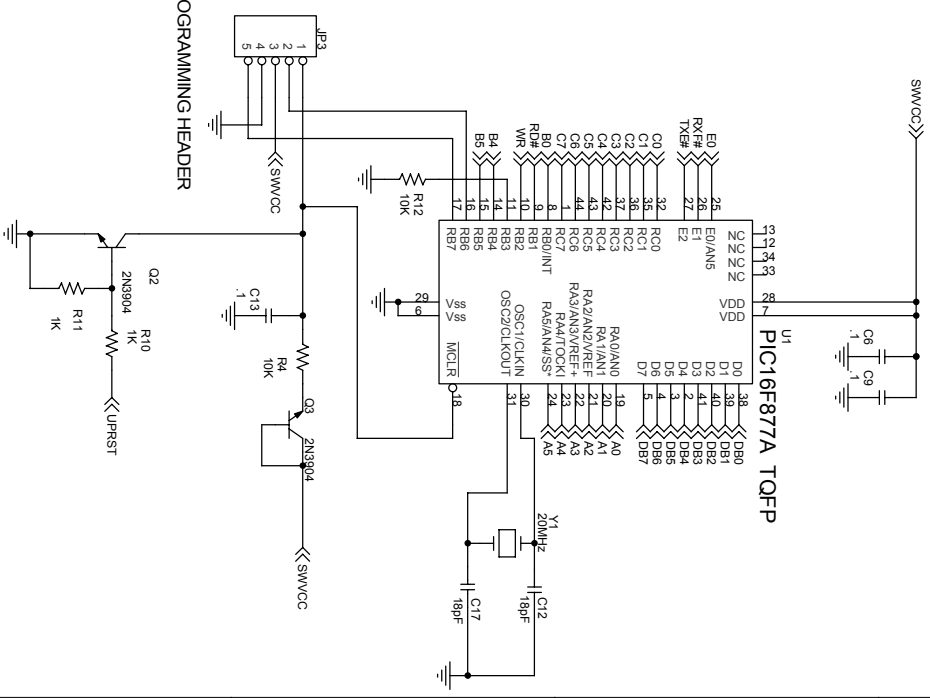 SWVCC
C6
.1
C9
.1
U1
PIC16F877A TQFP
NC 13
NC 12
NC 34
NC 33
VDD 28
VDD 7
E0 25 E0/AN5
RXF# 26 E1
TXE# 27 E2
C0 32 RC0
C1 35 RC1
C2 36 RC2
C3 37 RC3
C4 42 RC4
C5 43 RC5
C6 44 RC6
C7 1 RC7
B0 8 RB0/INT
RD# 9 RB1
WR 10 RB2
11 RB3
B4 14 RB4
B5 15 RB5
16 RB6
17 RB7
D0 38 DB0
D1 39 DB1
D2 40 DB2
D3 41 DB3
D4 2 DB4
D5 3 DB5
D6 4 DB6
D7 5 DB7
RA0/AN0 19 A0
RA1/AN1 20 A1
RA2/AN2/VREF 21 A2
RA3/AN3/VREF+ 22 A3
RA4/TOCKI 23 A4
RA5/AN4/SS* 24 A5
OSC1/CLKIN 30
OSC2/CLKOUT 31
MCLR 18
29 Vss
6 Vss
R12
10K
JP3
1
2
3
4
5
SWVCC
OGRAMMING HEADER
Y1
20MHz
C12
18pF
C17
18pF
C13
.1
R4
10K
Q3
2N3904
SWVCC
Q2
2N3904
R11
1K
R10
1K
UPRST